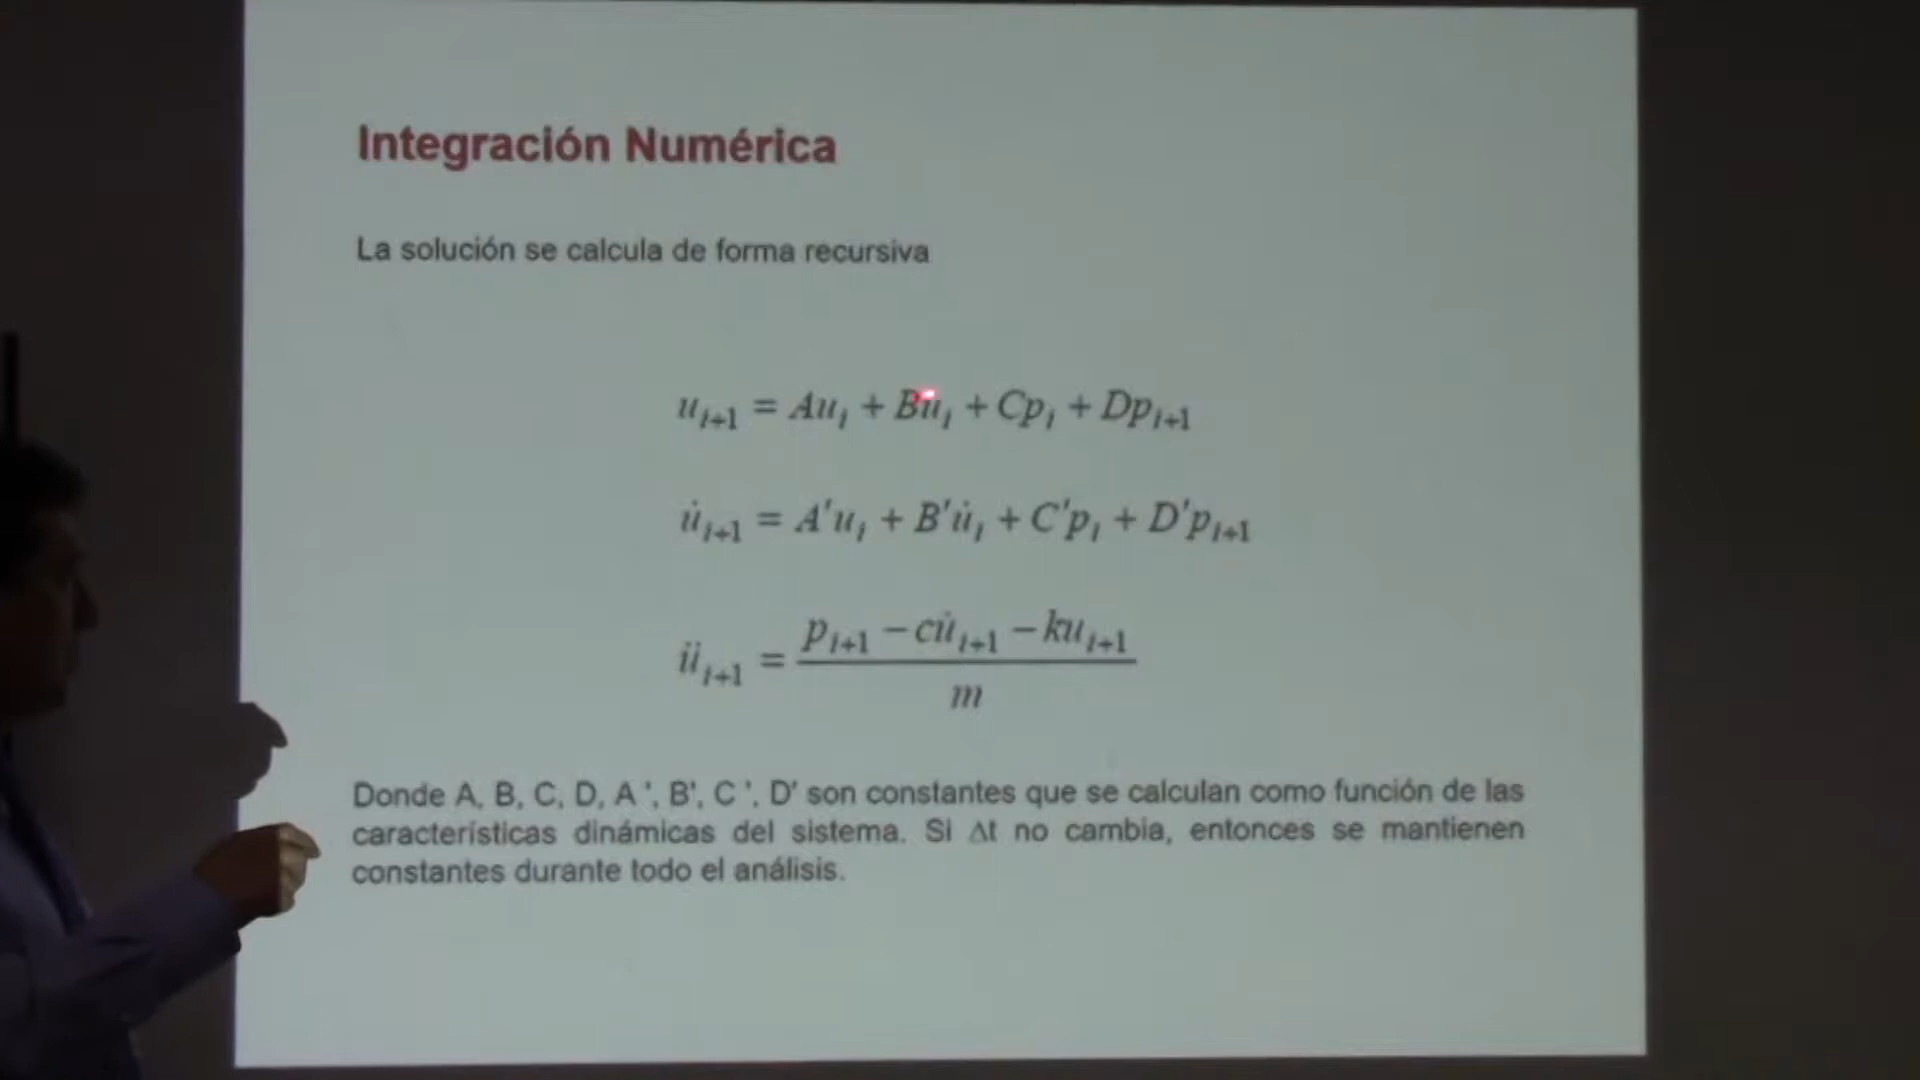 Integración Numérica
La solución se calcula de forma recursiva
u_{i+1} = Au_i + Bu̇_i + Cp_i + Dp_{i+1}
u̇_{i+1} = A'u_i + B'u̇_i + C'p_i + D'p_{i+1}
ü_{i+1} = \frac{p_{i+1} - cu̇_{i+1} - ku_{i+1}}{m}
Donde A, B, C, D, A ', B', C ', D' son constantes que se calculan como función de las
características dinámicas del sistema. Si Δt no cambia, entonces se mantienen
constantes durante todo el análisis.